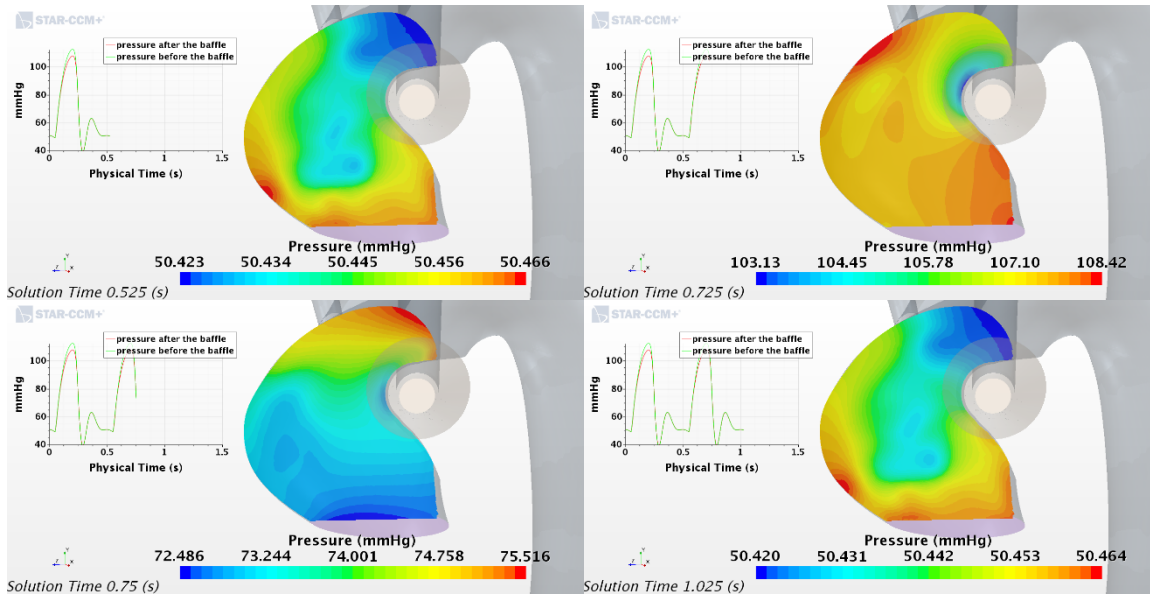 STAR-CCM+
pressure after the baffle
pressure before the baffle
100
80
60
40
mmHg
0
0.5
1
1.5
Physical Time (s)
Pressure (mmHg)
50.423 50.434 50.445 50.456 50.466
Solution Time 0.525 (s)
STAR-CCM+
pressure after the baffle
pressure before the baffle
100
80
60
40
mmHg
0
0.5
1
1.5
Physical Time (s)
Pressure (mmHg)
103.13 104.45 105.78 107.10 108.42
Solution Time 0.725 (s)
STAR-CCM+
pressure after the baffle
pressure before the baffle
100
80
60
40
mmHg
0
0.5
1
1.5
Physical Time (s)
Pressure (mmHg)
72.486 73.244 74.001 74.758 75.516
Solution Time 0.75 (s)
STAR-CCM+
pressure after the baffle
pressure before the baffle
100
80
60
40
mmHg
0
0.5
1
1.5
Physical Time (s)
Pressure (mmHg)
50.420 50.431 50.442 50.453 50.464
Solution Time 1.025 (s)